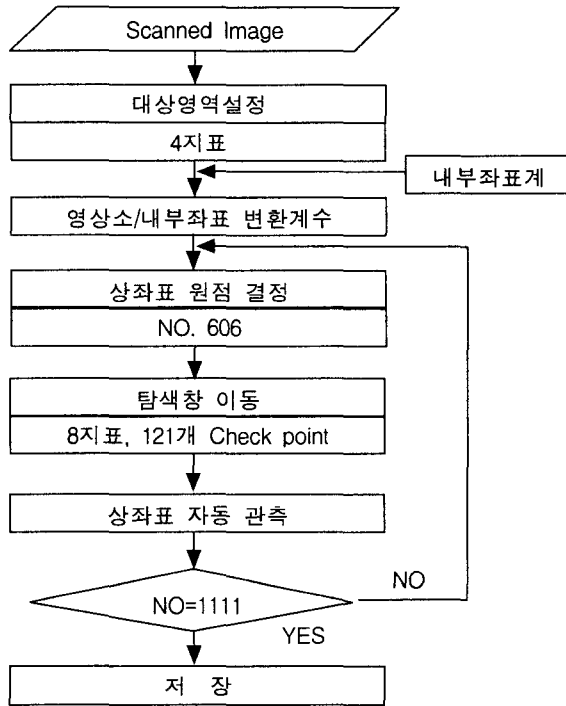 Scanned Image
대상영역설정
4지표
내부좌표계
영상소/내부좌표 변환계수
상좌표 원점 결정
NO. 606
탐색창 이동
8지표, 121개 Check point
상좌표 자동 관측
NO=1111
NO
YES
저 장